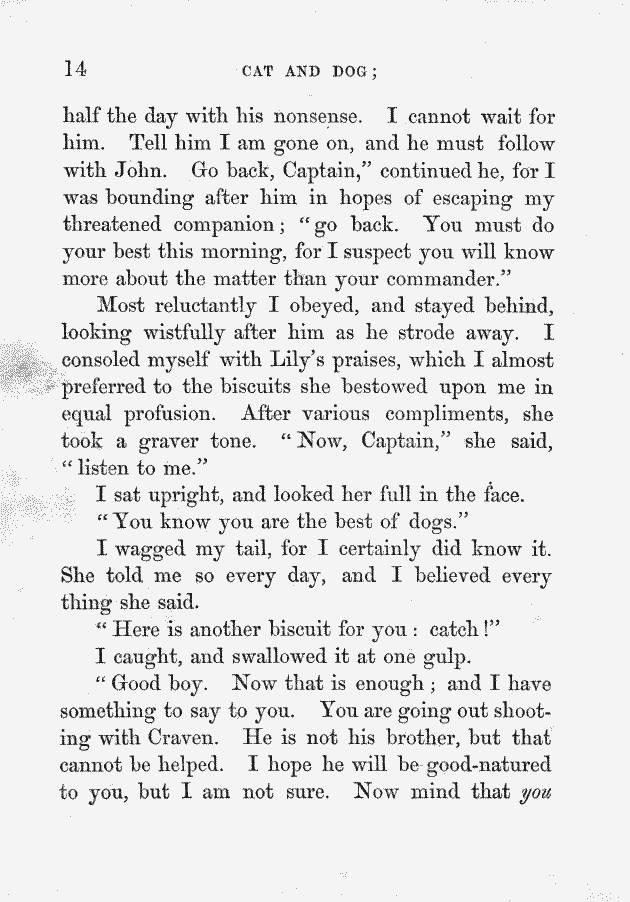 14 CAT AND DOG;
half the day with his nonsense. I cannot wait for
him. Tell him I am gone on, and he must follow
with John. Go back, Captain,” continued he, for I
was bounding after him in hopes of escaping my
threatened companion; “go back. You must do
your best this morning, for I suspect you will know
more about the matter than your commander.”
Most reluctantly I obeyed, and stayed behind,
looking wistfully after him as he strode away. I
consoled myself with Lily’s praises, which I almost
preferred to the biscuits she bestowed upon me in
equal profusion. After various compliments, she
took a graver tone. “Now, Captain,” she said,
“listen to me.”
I sat upright, and looked her full in the face.
“You know you are the best of dogs.”
I wagged my tail, for I certainly did know it.
She told me so every day, and I believed every
thing she said.
“Here is another biscuit for you: catch!”
I caught, and swallowed it at one gulp.
“Good boy. Now that is enough; and I have
something to say to you. You are going out shoot-
ing with Craven. He is not his brother, but that
cannot be helped. I hope he will be good-natured
to you, but I am not sure. Now mind that you